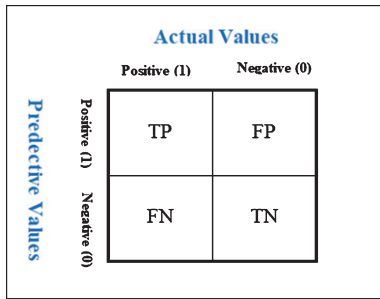 Actual Values
Positive (1) Negative (0)
Predective Values
Positive (1)
TP FP
Negative (0)
FN TN